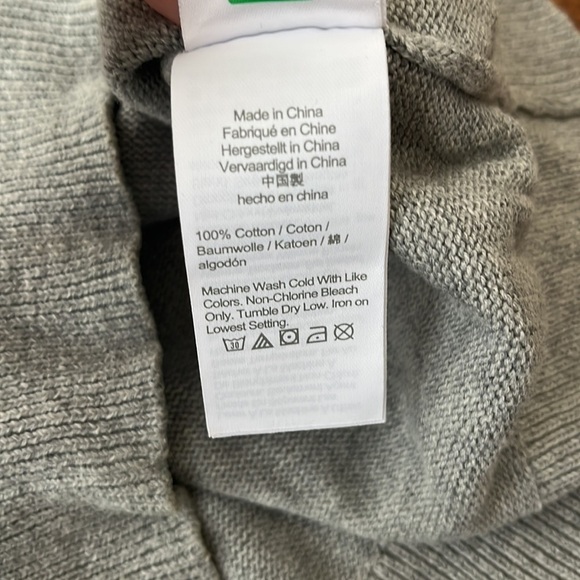 Made in China
Fabriqué en Chine
Hergestellt in China
Vervaardigd in China
中国製
hecho en china
100% Cotton / Coton /
Baumwolle / Katoen / 綿 /
algodón
Machine Wash Cold With Like
Colors. Non-Chlorine Bleach
Only. Tumble Dry Low. Iron on
Lowest Setting.
30